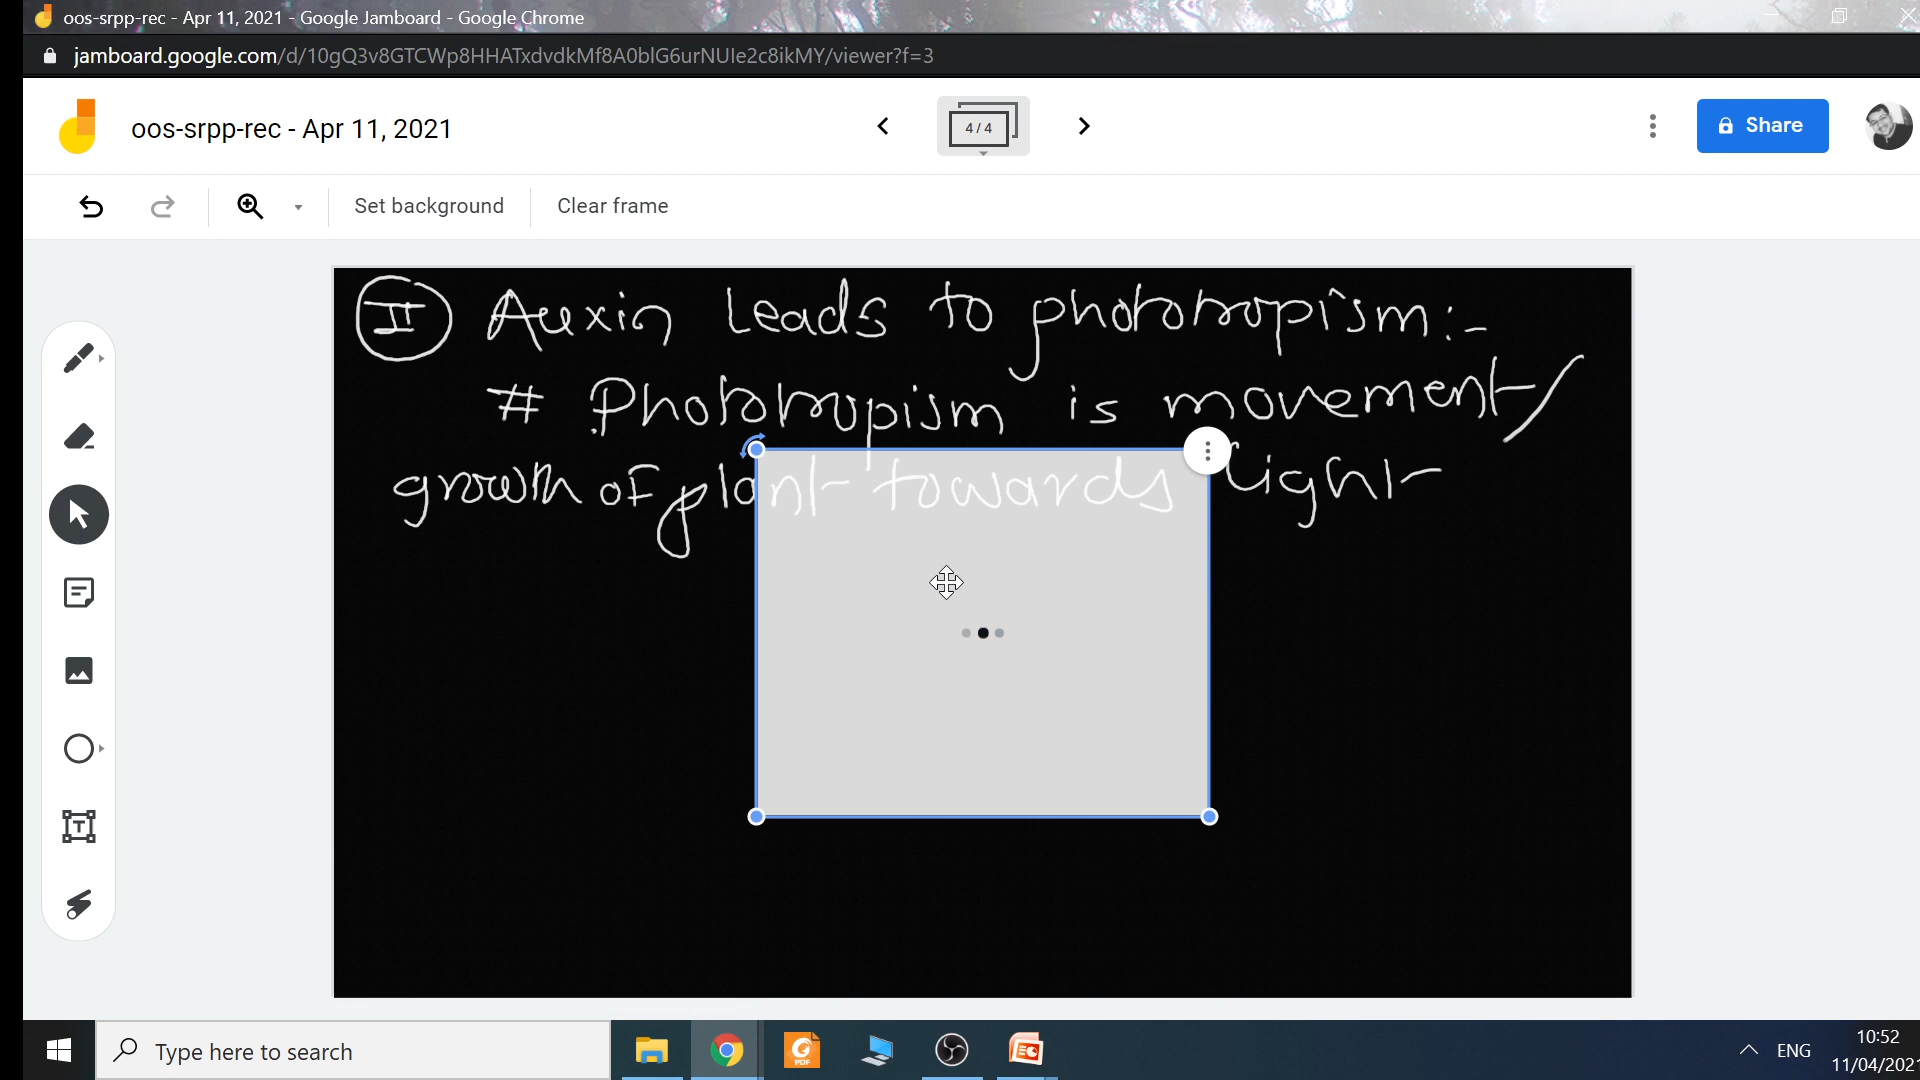 oos-srpp-rec - Apr 11, 2021 - Google Jamboard - Google Chrome
jamboard.google.com/d/10gQ3v8GTCWp8HHATxdvdkMf8A0blG6urNUIe2c8ikMY/viewer?f=3
oos-srpp-rec - Apr 11, 2021
4 / 4
Share
Set background
Clear frame
II Auxin leads to phototropism:-
# Phototropism is movement/
growth of plant towards light
T
Type here to search
PDF
ENG
10:52
11/04/2021